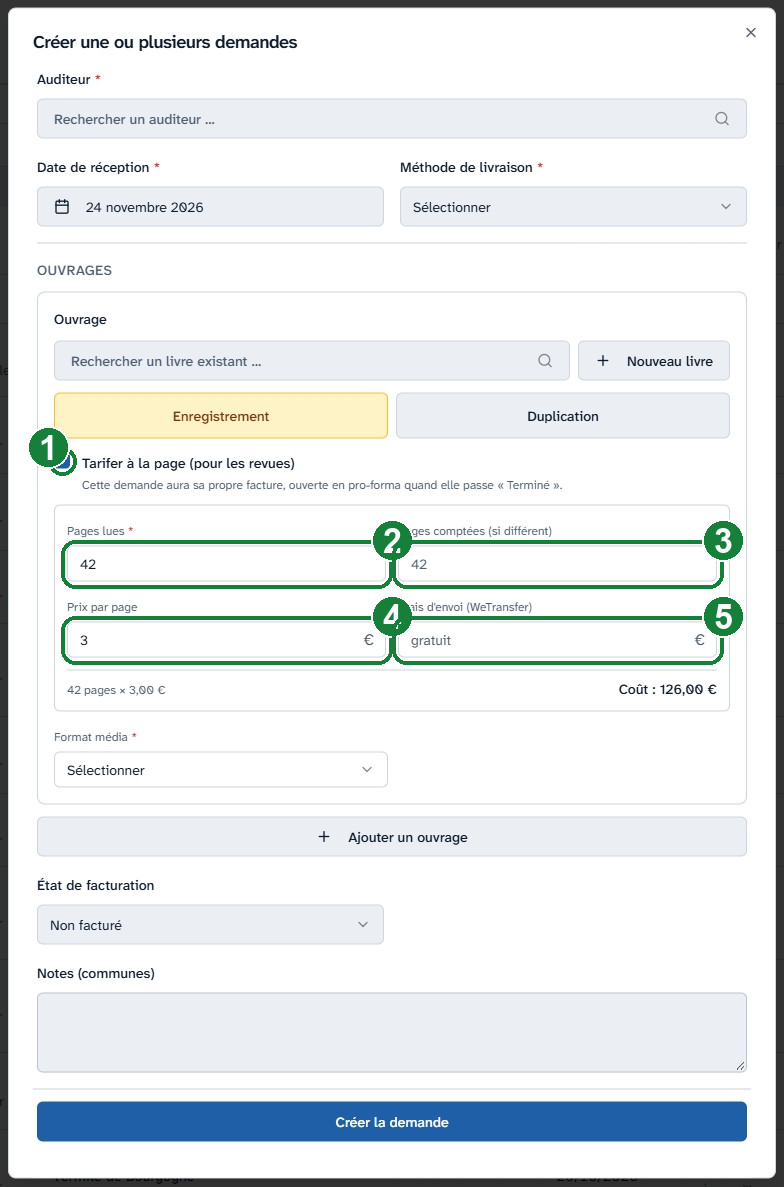 Créer une ou plusieurs demandes
Auditeur *
Rechercher un auditeur ...
Date de réception *
Méthode de livraison *
24 novembre 2026
Sélectionner
OUVRAGES
Ouvrage
Rechercher un livre existant ...
+ Nouveau livre
Enregistrement
Duplication
1
Tarifer à la page (pour les revues)
Cette demande aura sa propre facture, ouverte en pro-forma quand elle passe « Terminé ».
Pages lues *
2
comptées (si différent)
3
42
42
Prix par page
4
d'envoi (WeTransfer)
5
3 €
gratuit €
42 pages × 3,00 €
Coût : 126,00 €
Format média *
Sélectionner
+ Ajouter un ouvrage
État de facturation
Non facturé
Notes (communes)
Créer la demande